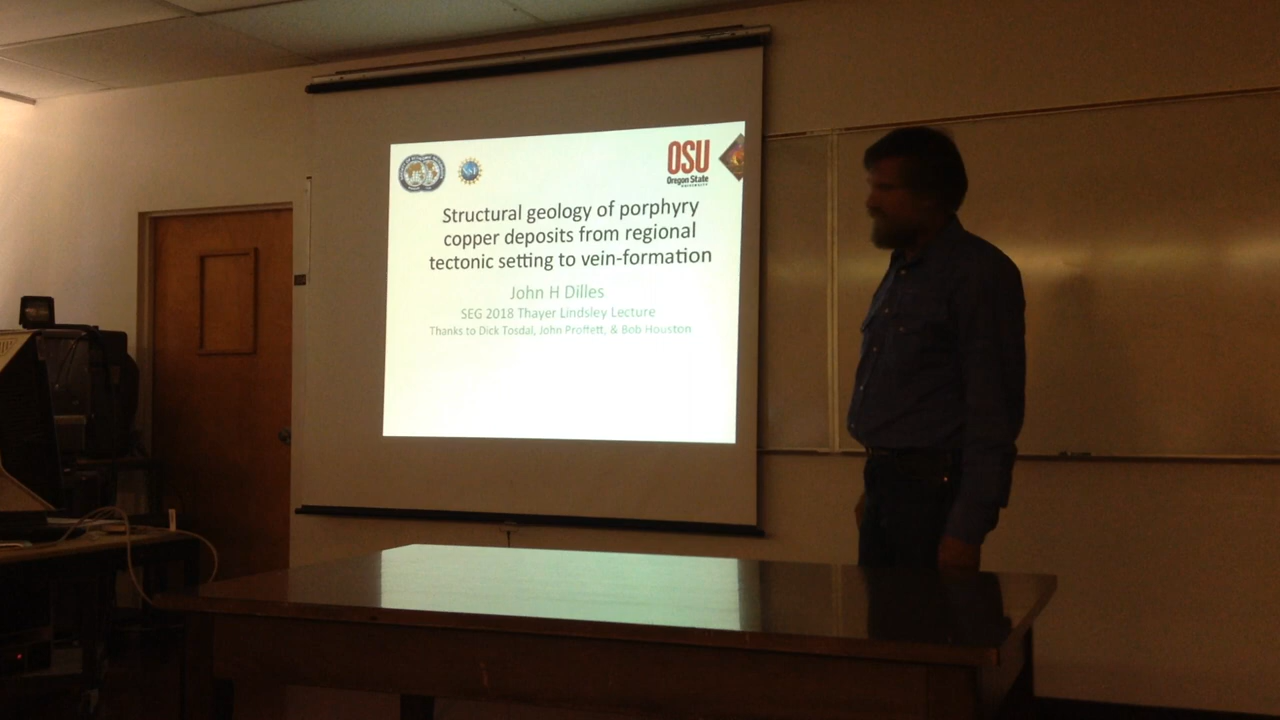 OSU
Oregon State
UNIVERSITY
Structural geology of porphyry
copper deposits from regional
tectonic setting to vein-formation
John H Dilles
SEG 2018 Thayer Lindsley Lecture
Thanks to Dick Tosdal, John Proffett, & Bob Houston